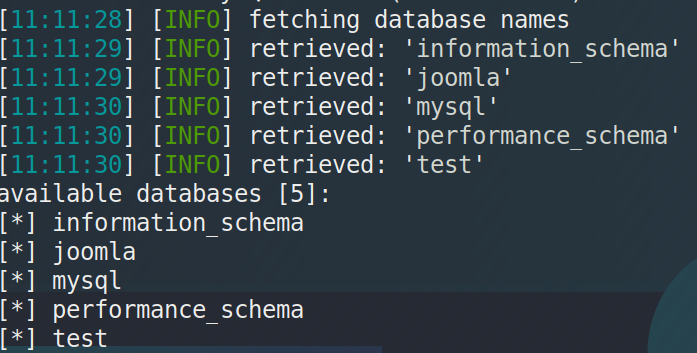 [11:11:28] [INFO] fetching database names
[11:11:29] [INFO] retrieved: 'information_schema'
[11:11:29] [INFO] retrieved: 'joomla'
[11:11:30] [INFO] retrieved: 'mysql'
[11:11:30] [INFO] retrieved: 'performance_schema'
[11:11:30] [INFO] retrieved: 'test'
available databases [5]:
[*] information_schema
[*] joomla
[*] mysql
[*] performance_schema
[*] test